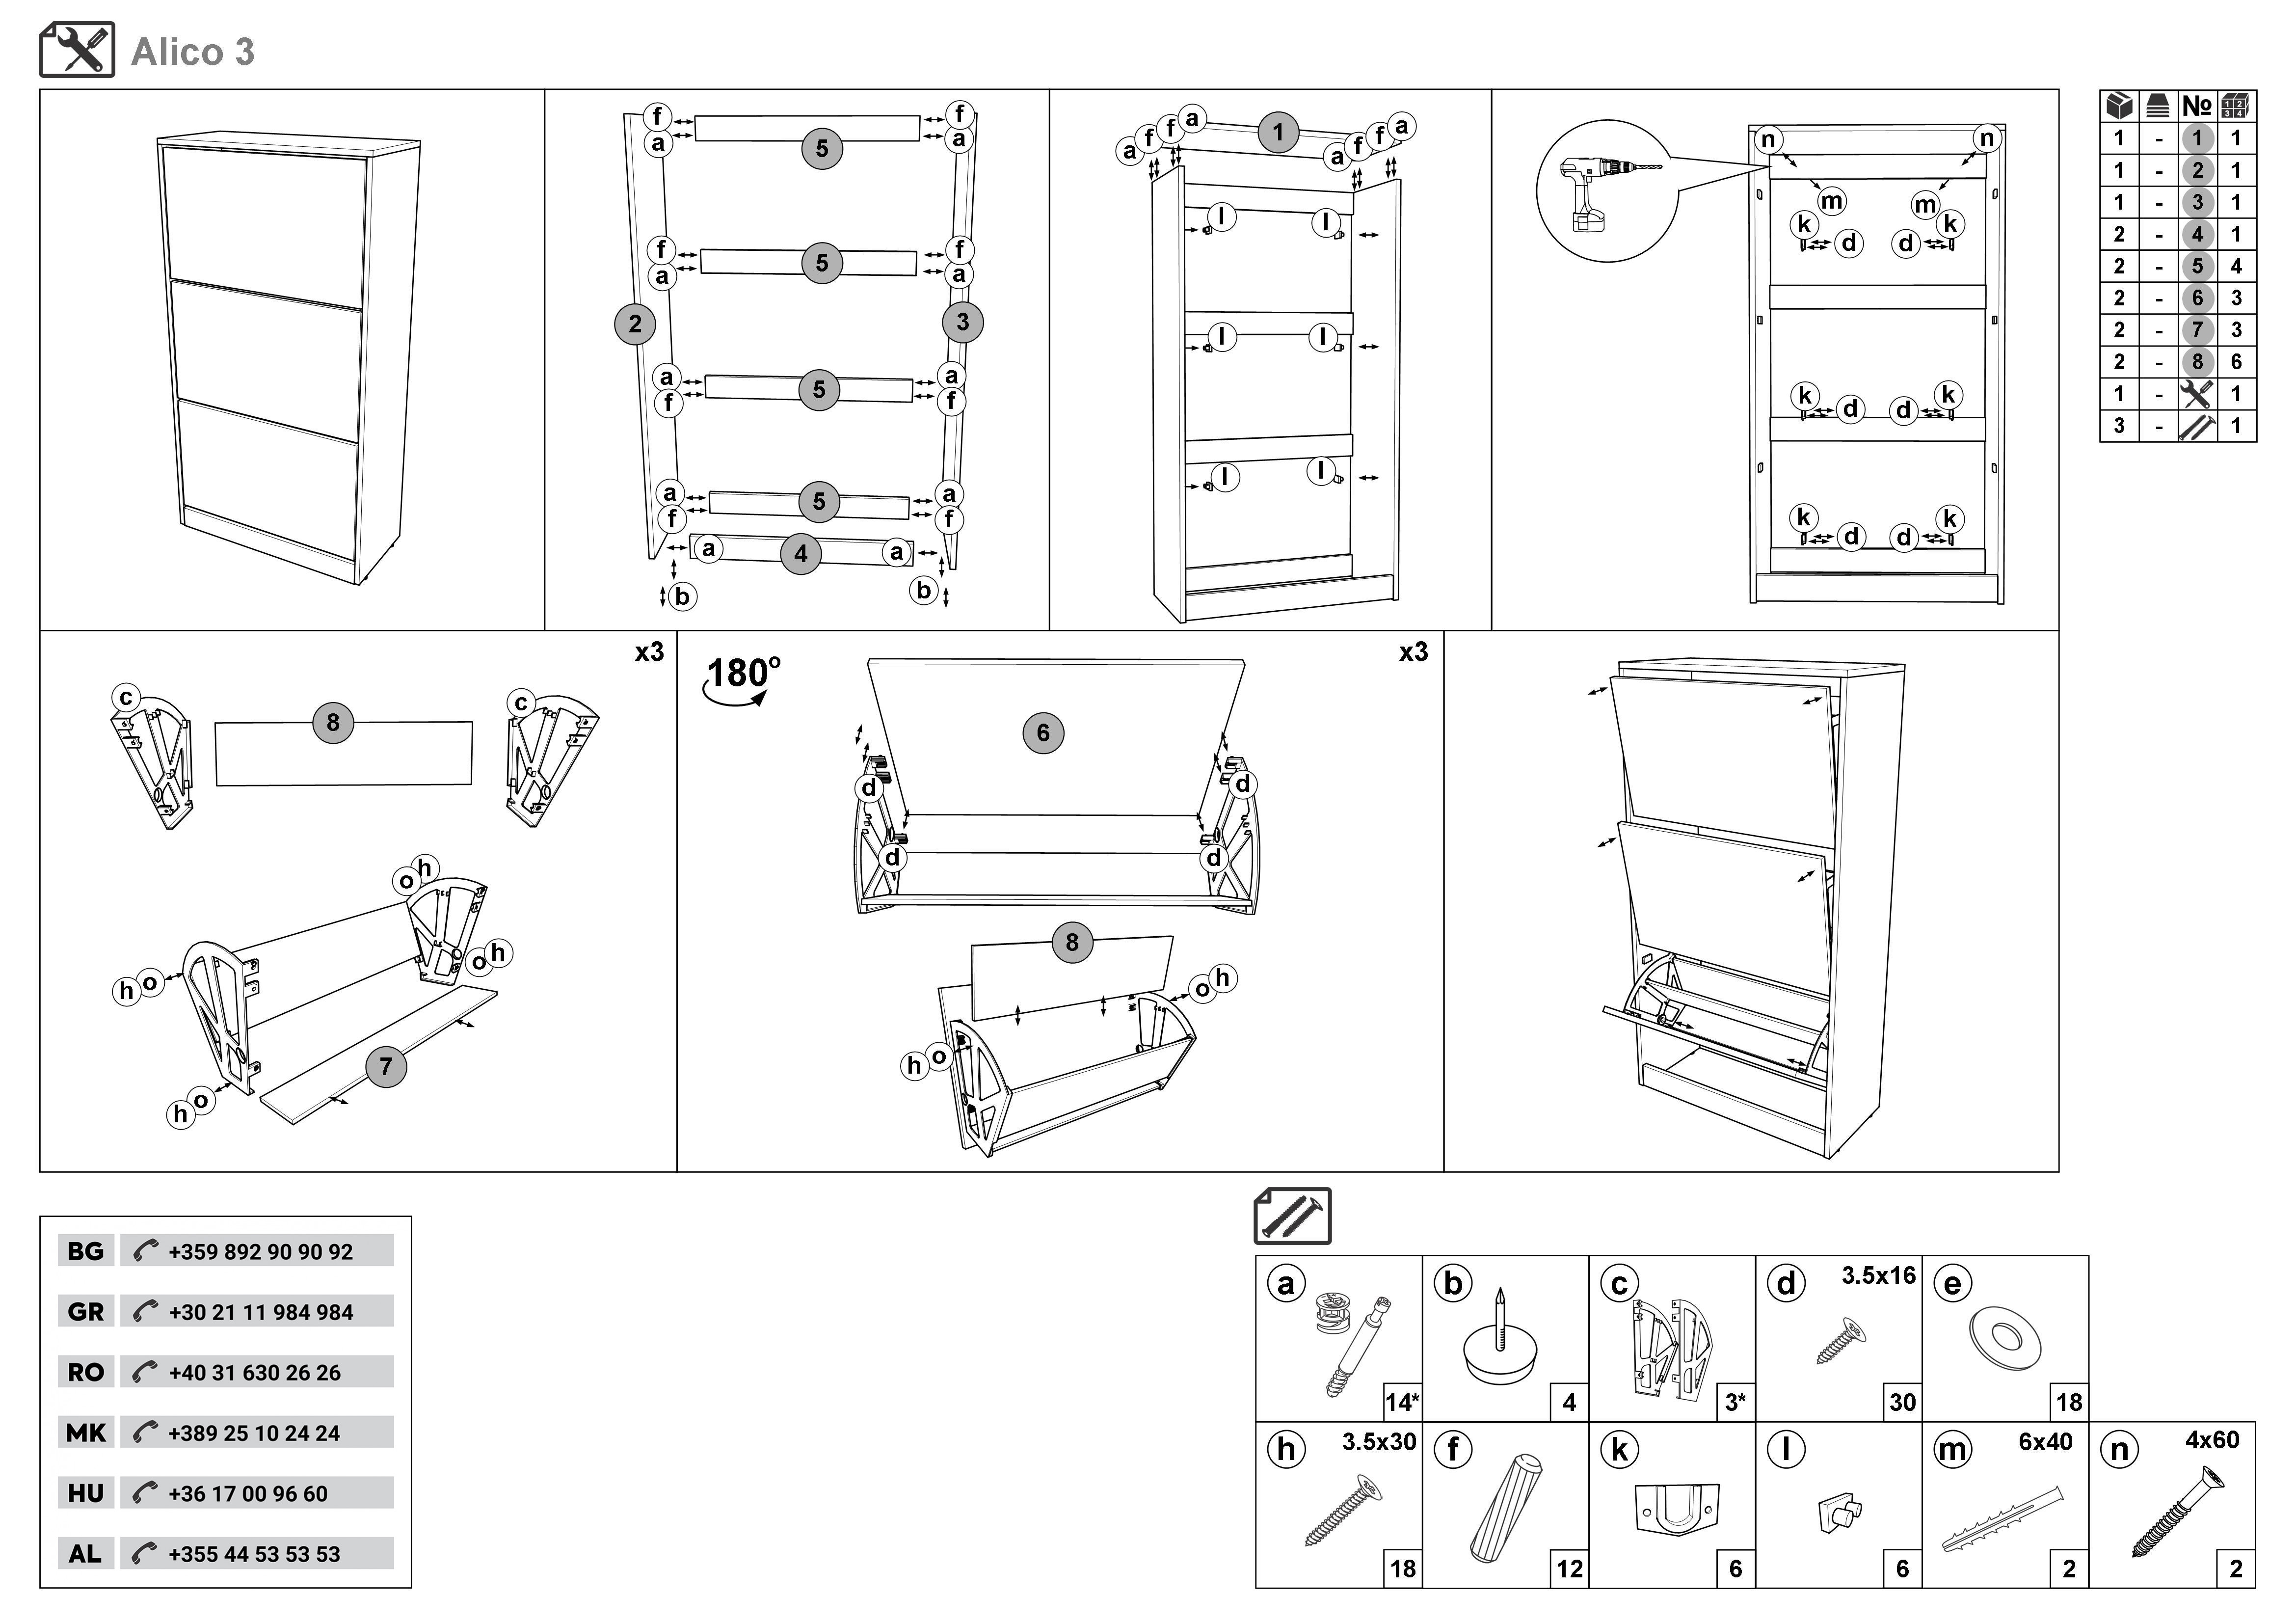 Alico 3
f f
a 5 a
f f
a 5 a
2 3
a a
f 5 f
a a
f 5 f
a 4 a
b b
a f f a 1 a f f a
l l
l l
l l
n n
m m
k d d k
k d d k
k d d k
№
1 - 1 1
1 - 2 1
1 - 3 1
2 - 4 1
2 - 5 4
2 - 6 3
2 - 7 3
2 - 8 6
1 - 1
3 - 1
x3
c 8 c
o h
o h
h o
7
h o
180º x3
6
d d
d d
8
o h
h o
BG +359 892 90 90 92
GR +30 21 11 984 984
RO +40 31 630 26 26
MK +389 25 10 24 24
HU +36 17 00 96 60
AL +355 44 53 53 53
a b c d 3.5x16 e
14* 4 3* 30 18
h 3.5x30 f k l m 6x40 n 4x60
18 12 6 6 2 2